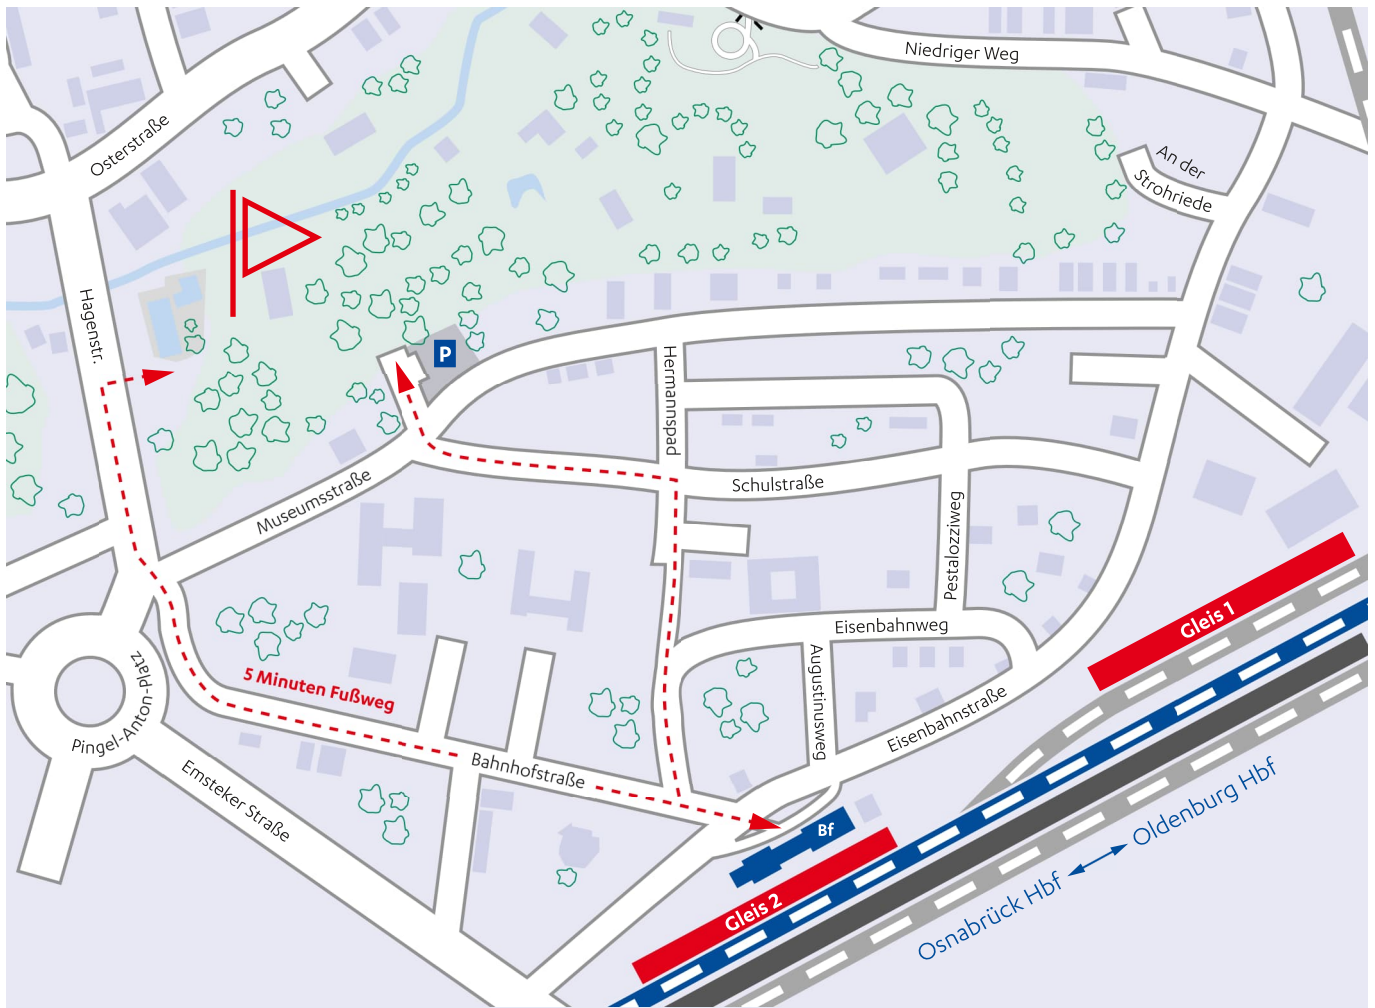 Niedriger Weg
Osterstraße
An der
Strohriede
Hagenstr.
P
Hermannspad
Museumsstraße
Schulstraße
Pestalozziweg
Eisenbahnweg
Gleis 1
Augustinusweg
5 Minuten Fußweg
Pingel-Anton-Platz
Eisenbahnstraße
Bahnhofstraße
Emsteker Straße
Bf
Gleis 2
Osnabrück Hbf
Oldenburg Hbf